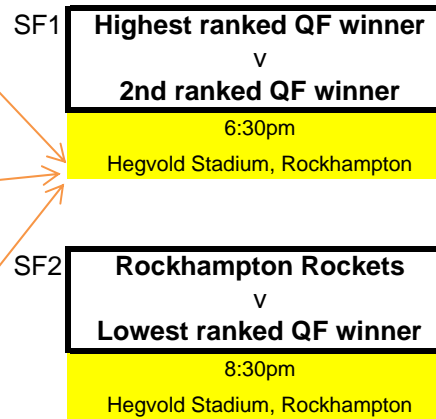 SF1 Highest ranked QF winner
v
2nd ranked QF winner
6:30pm
Hegvold Stadium, Rockhampton
SF2 Rockhampton Rockets
v
Lowest ranked QF winner
8:30pm
Hegvold Stadium, Rockhampton